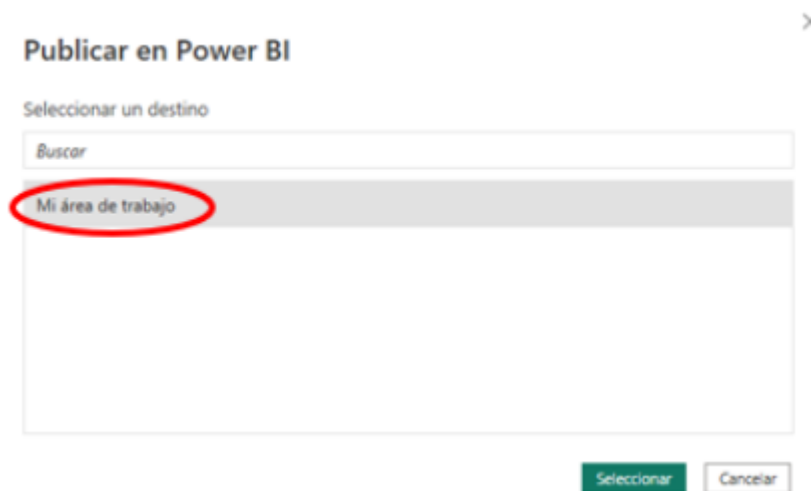 Publicar en Power BI
Seleccionar un destino
Buscar
Mi área de trabajo
Seleccionar Cancelar